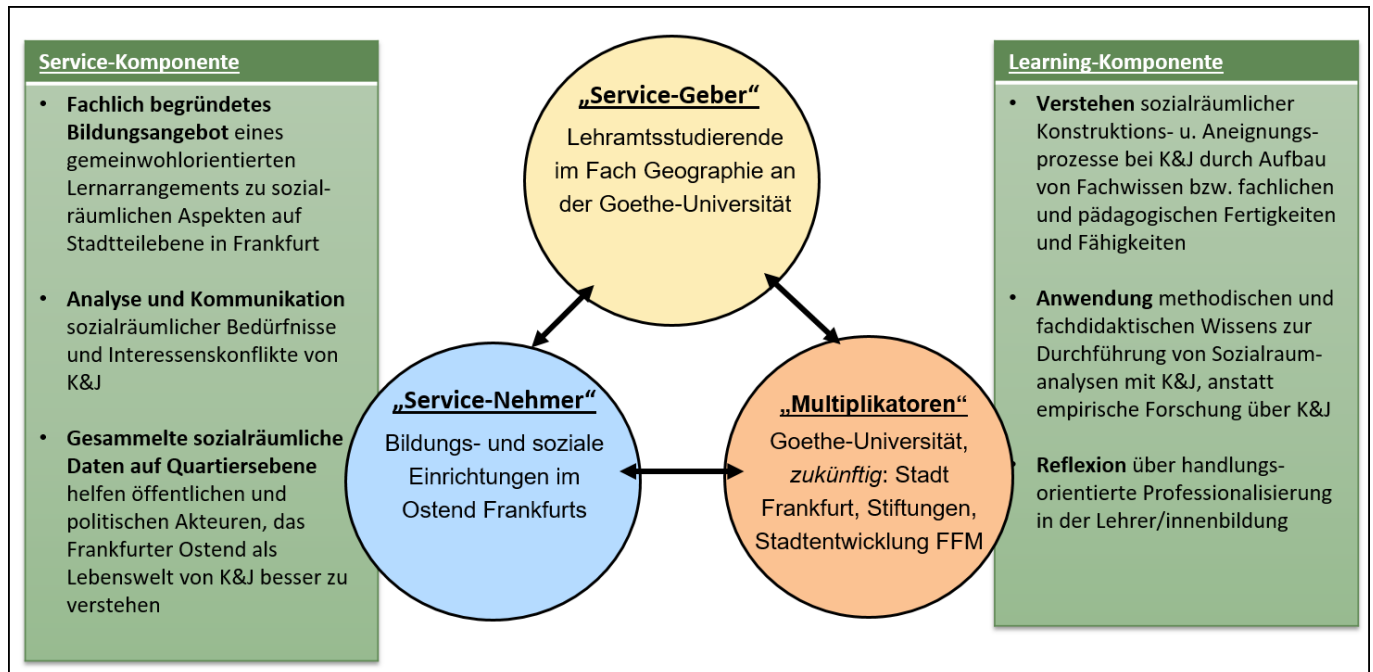 Service-Komponente
• Fachlich begründetes
Bildungsangebot eines
gemeinwohlorientierten
Lernarrangements zu sozial-
räumlichen Aspekten auf
Stadtteilebene in Frankfurt
• Analyse und Kommunikation
sozialräumlicher Bedürfnisse
und Interessenskonflikte von
K&J
• Gesammelte sozialräumliche
Daten auf Quartiersebene
helfen öffentlichen und
politischen Akteuren, das
Frankfurter Ostend als
Lebenswelt von K&J besser zu
verstehen
„Service-Geber“
Lehramtsstudierende
im Fach Geographie an
der Goethe-Universität
„Service-Nehmer“
Bildungs- und soziale
Einrichtungen im
Ostend Frankfurts
„Multiplikatoren“
Goethe-Universität,
zukünftig: Stadt
Frankfurt, Stiftungen,
Stadtentwicklung FFM
Learning-Komponente
• Verstehen sozialräumlicher
Konstruktions- u. Aneignungs-
prozesse bei K&J durch Aufbau
von Fachwissen bzw. fachlichen
und pädagogischen Fertigkeiten
und Fähigkeiten
• Anwendung methodischen und
fachdidaktischen Wissens zur
Durchführung von Sozialraum-
analysen mit K&J, anstatt
empirische Forschung über K&J
• Reflexion über handlungs-
orientierte Professionalisierung
in der Lehrer/innenbildung